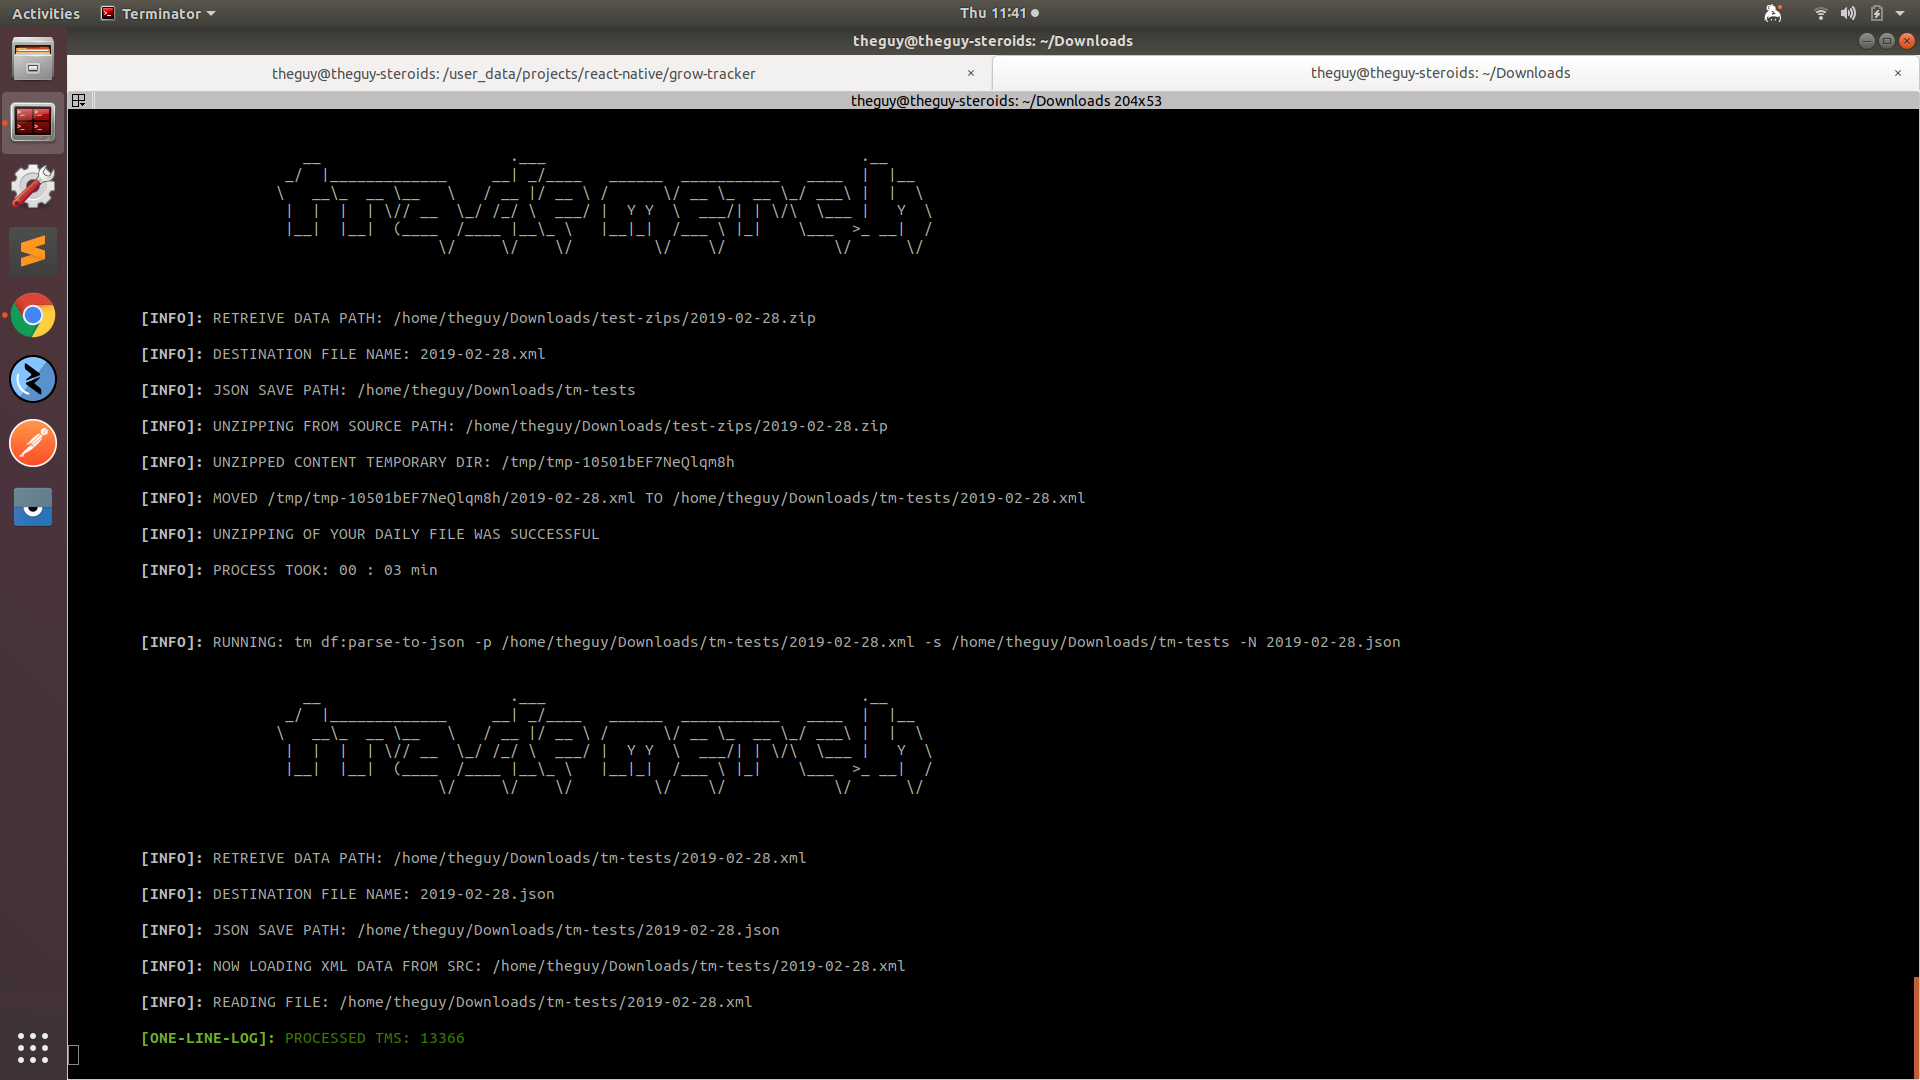 Activities Terminator Thu 11:41
theguy@theguy-steroids: ~/Downloads
theguy@theguy-steroids: /user_data/projects/react-native/grow-tracker × theguy@theguy-steroids: ~/Downloads ×
theguy@theguy-steroids: ~/Downloads 204x53
trademerch
[INFO]: RETREIVE DATA PATH: /home/theguy/Downloads/test-zips/2019-02-28.zip
[INFO]: DESTINATION FILE NAME: 2019-02-28.xml
[INFO]: JSON SAVE PATH: /home/theguy/Downloads/tm-tests
[INFO]: UNZIPPING FROM SOURCE PATH: /home/theguy/Downloads/test-zips/2019-02-28.zip
[INFO]: UNZIPPED CONTENT TEMPORARY DIR: /tmp/tmp-10501bEF7NeQlqm8h
[INFO]: MOVED /tmp/tmp-10501bEF7NeQlqm8h/2019-02-28.xml TO /home/theguy/Downloads/tm-tests/2019-02-28.xml
[INFO]: UNZIPPING OF YOUR DAILY FILE WAS SUCCESSFUL
[INFO]: PROCESS TOOK: 00 : 03 min
[INFO]: RUNNING: tm df:parse-to-json -p /home/theguy/Downloads/tm-tests/2019-02-28.xml -s /home/theguy/Downloads/tm-tests -N 2019-02-28.json
trademerch
[INFO]: RETREIVE DATA PATH: /home/theguy/Downloads/tm-tests/2019-02-28.xml
[INFO]: DESTINATION FILE NAME: 2019-02-28.json
[INFO]: JSON SAVE PATH: /home/theguy/Downloads/tm-tests/2019-02-28.json
[INFO]: NOW LOADING XML DATA FROM SRC: /home/theguy/Downloads/tm-tests/2019-02-28.xml
[INFO]: READING FILE: /home/theguy/Downloads/tm-tests/2019-02-28.xml
[ONE-LINE-LOG]: PROCESSED TMS: 13366